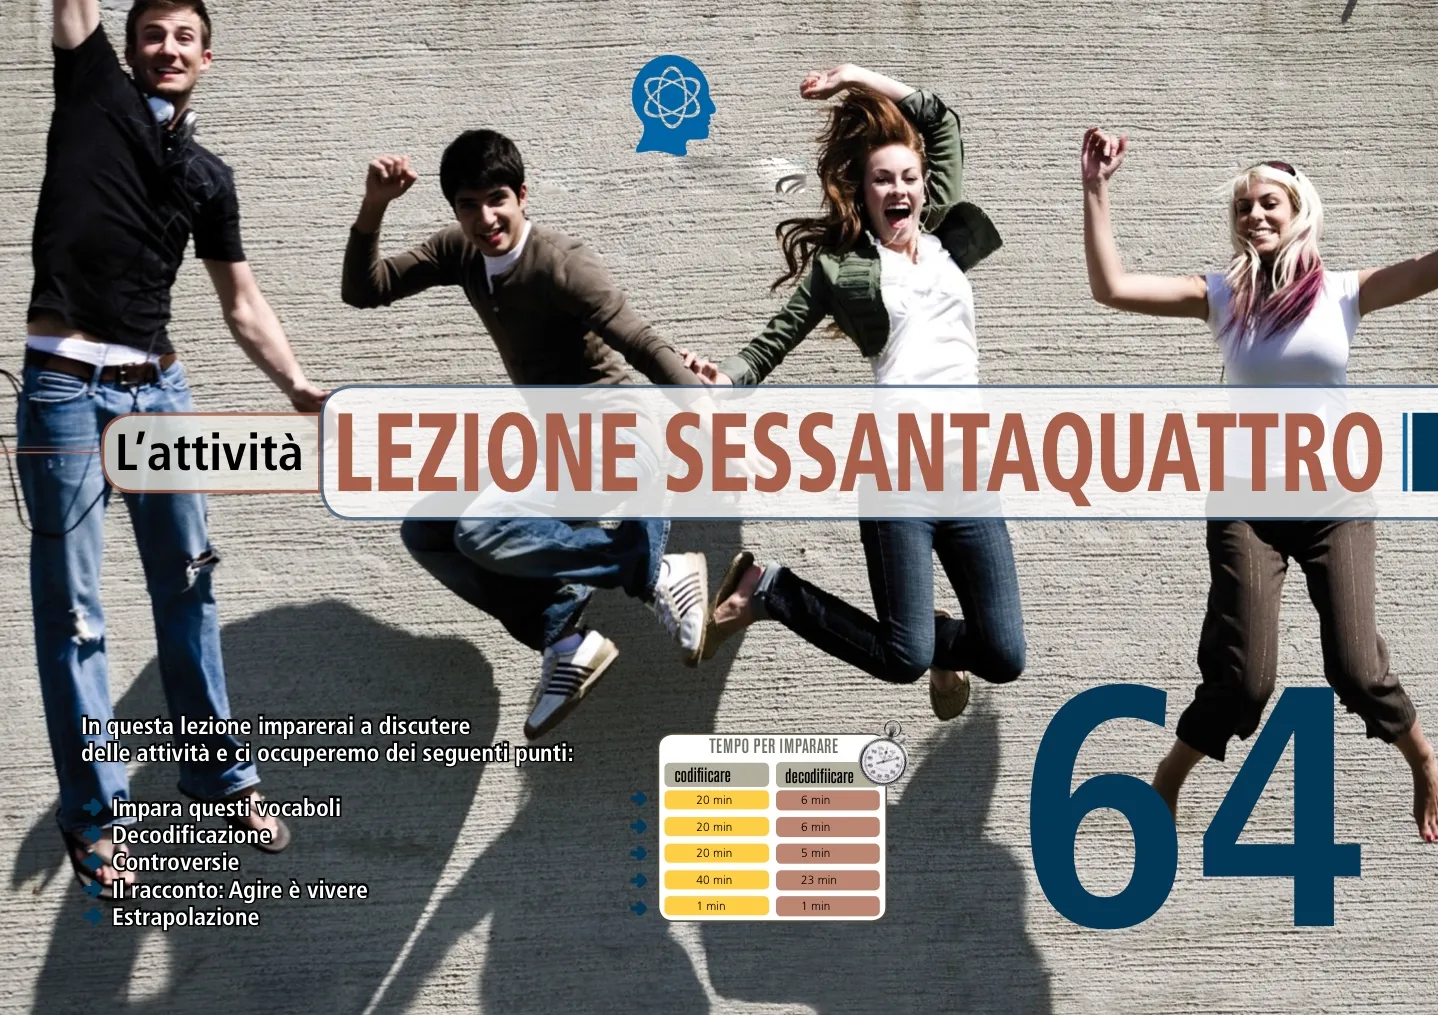 L'attività
LEZIONE SESSANTAQUATTRO
In questa lezione imparerai a discutere
delle attività e ci occuperemo dei seguenti punti:
Impara questi vocaboli
Decodificazione
Controversie
Il racconto: Agire è vivere
Estrapolazione
TEMPO PER IMPARARE
codifiicare decodifiicare
20 min 6 min
20 min 6 min
20 min 5 min
40 min 23 min
1 min 1 min
64